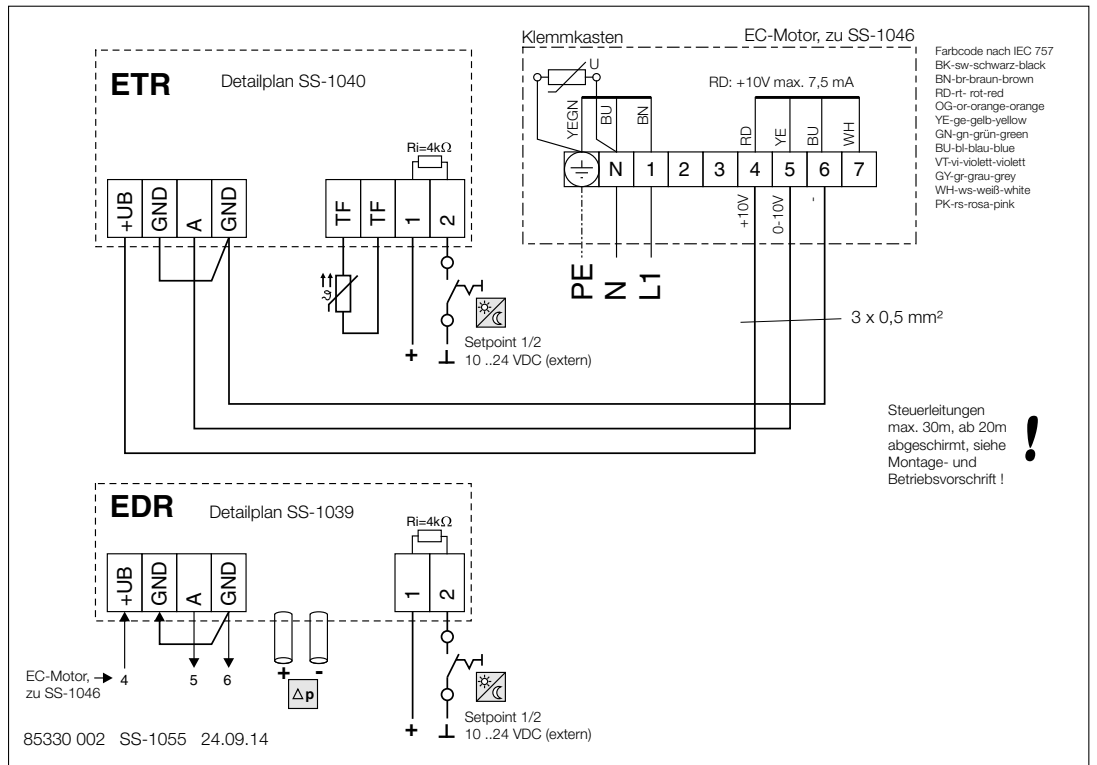 ETR
Detailplan SS-1040
Ri=4kΩ
+UB
GND
A
GND
TF
TF
1
2
ϑ
+
Setpoint 1/2
10 ..24 VDC (extern)
Klemmkasten
EC-Motor, zu SS-1046
U
RD: +10V max. 7,5 mA
YEGN
BU
BN
RD
YE
BU
WH
N
1
2
3
4
5
6
7
+10V
0-10V
-
PE
N
L1
3 x 0,5 mm²
Farbcode nach IEC 757
BK-sw-schwarz-black
BN-br-braun-brown
RD-rt- rot-red
OG-or-orange-orange
YE-ge-gelb-yellow
GN-gn-grün-green
BU-bl-blau-blue
VT-vi-violett-violett
GY-gr-grau-grey
WH-ws-weiß-white
PK-rs-rosa-pink
Steuerleitungen
max. 30m, ab 20m
abgeschirmt, siehe
Montage- und
Betriebsvorschrift !
!
EDR
Detailplan SS-1039
Ri=4kΩ
+UB
GND
A
GND
1
2
EC-Motor,
zu SS-1046
4
5
6
+
-
Δp
+
Setpoint 1/2
10 ..24 VDC (extern)
85330 002 SS-1055 24.09.14